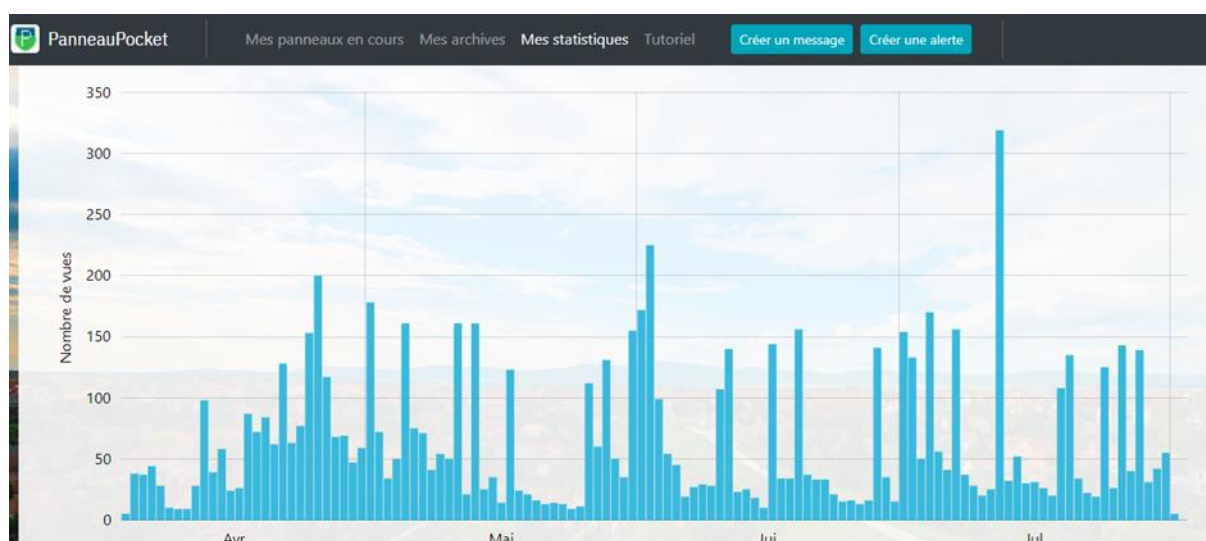 PanneauPocket Mes panneaux en cours Mes archives Mes statistiques Tutoriel Créer un message Créer une alerte
350
300
250
200
150
100
50
0
Nombre de vues
Avr Mai Jui Jul